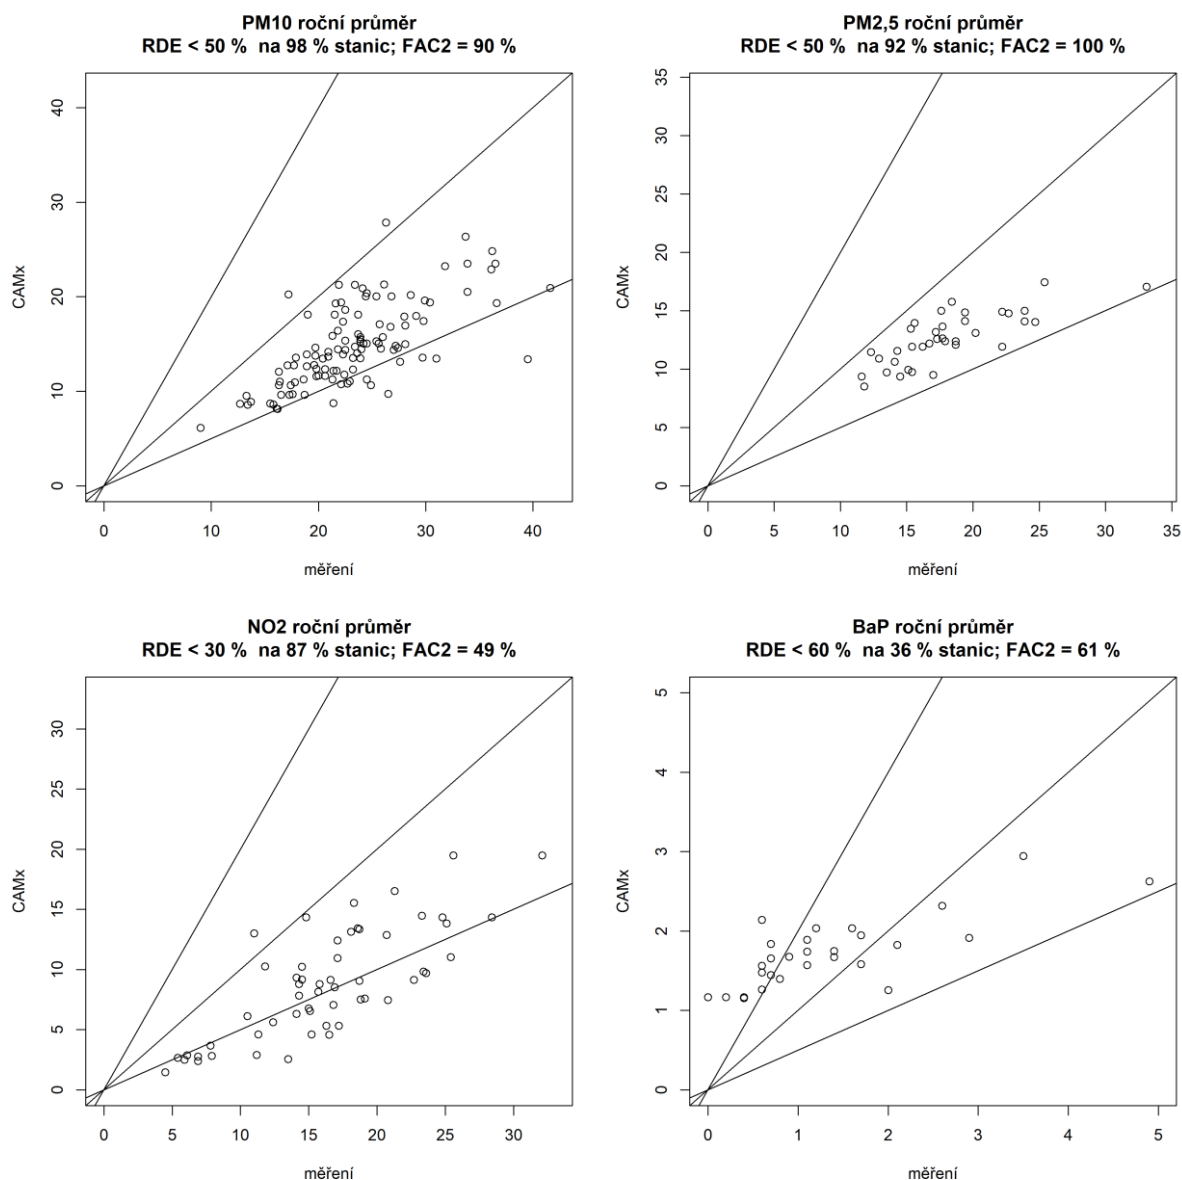 PM10 roční průměr
RDE < 50 %  na 98 % stanic; FAC2 = 90 %
CAMx
0 10 20 30 40
0 10 20 30 40
měření
PM2,5 roční průměr
RDE < 50 %  na 92 % stanic; FAC2 = 100 %
CAMx
0 5 10 15 20 25 30 35
0 5 10 15 20 25 30 35
měření
NO2 roční průměr
RDE < 30 %  na 87 % stanic; FAC2 = 49 %
CAMx
0 5 10 15 20 25 30
0 5 10 15 20 25 30
měření
BaP roční průměr
RDE < 60 %  na 36 % stanic; FAC2 = 61 %
CAMx
0 1 2 3 4 5
0 1 2 3 4 5
měření